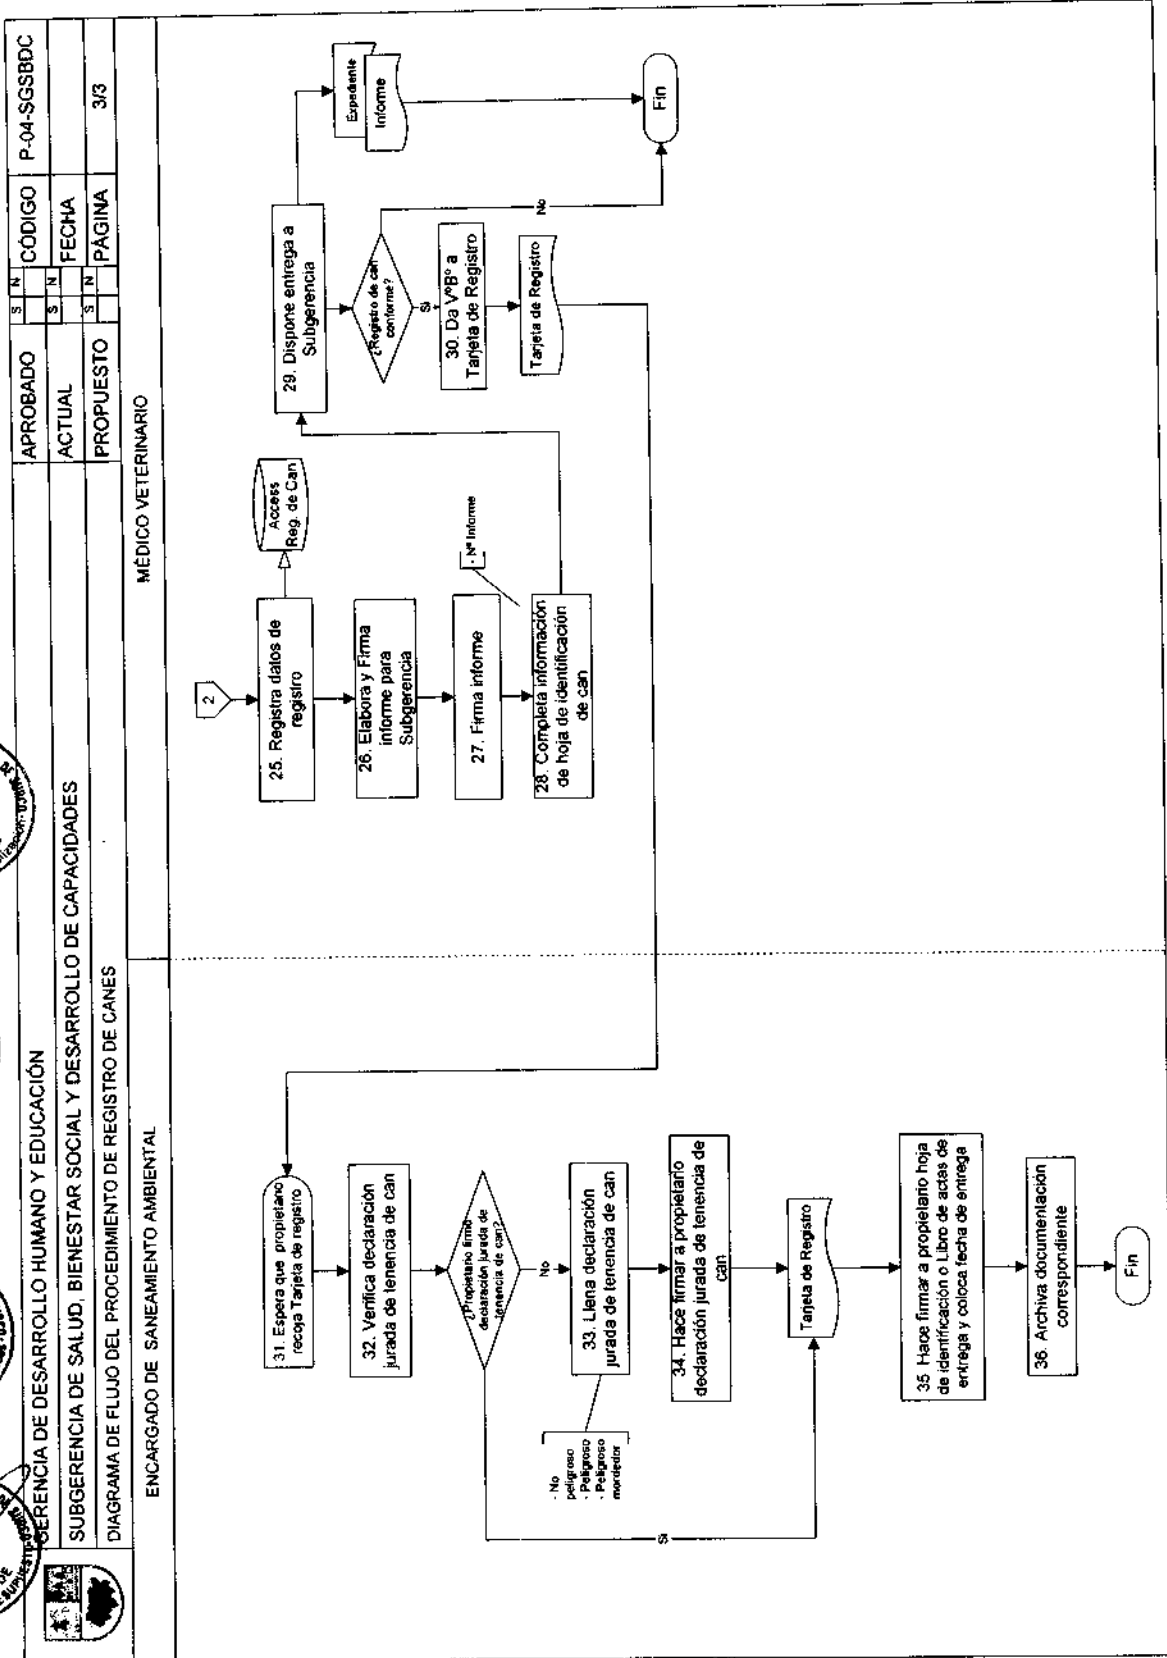 GERENCIA DE DESARROLLO HUMANO Y EDUCACIÓN
SUBGERENCIA DE SALUD, BIENESTAR SOCIAL Y DESARROLLO DE CAPACIDADES
DIAGRAMA DE FLUJO DEL PROCEDIMIENTO DE REGISTRO DE CANES
APROBADO S N CÓDIGO P-04-SGSBDC
ACTUAL S N FECHA
PROPUESTO S N PÁGINA 3/3
ENCARGADO DE SANEAMIENTO AMBIENTAL
MÉDICO VETERINARIO
2
25. Registra datos de
registro
Access
Reg. de Can
26. Elabora y Firma
informe para
Subgerencia
27. Firma informe
- Nº Informe
28. Completa información
de hoja de identificación
de can
29. Dispone entrega a
Subgerencia
Expediente
Informe
¿Registro de can
conforme?
No
Si
Fin
30. Da VºBº a
Tarjeta de Registro
Tarjeta de Registro
31. Espera que propietario
recoja Tarjeta de registro
32. Verifica declaración
jurada de tenencia de can
¿Propietario firmó
declaración jurada de
tenencia de can?
No
Si
33. Llena declaración
jurada de tenencia de can
- No
peligroso
- Peligroso
- Peligroso
mordedor
34. Hace firmar a propietario
declaración jurada de tenencia de
can
Tarjeta de Registro
35 Hace firmar a propietario hoja
de identificación o Libro de actas de
entrega y coloca fecha de entrega
36. Archiva documentación
correspondiente
Fin